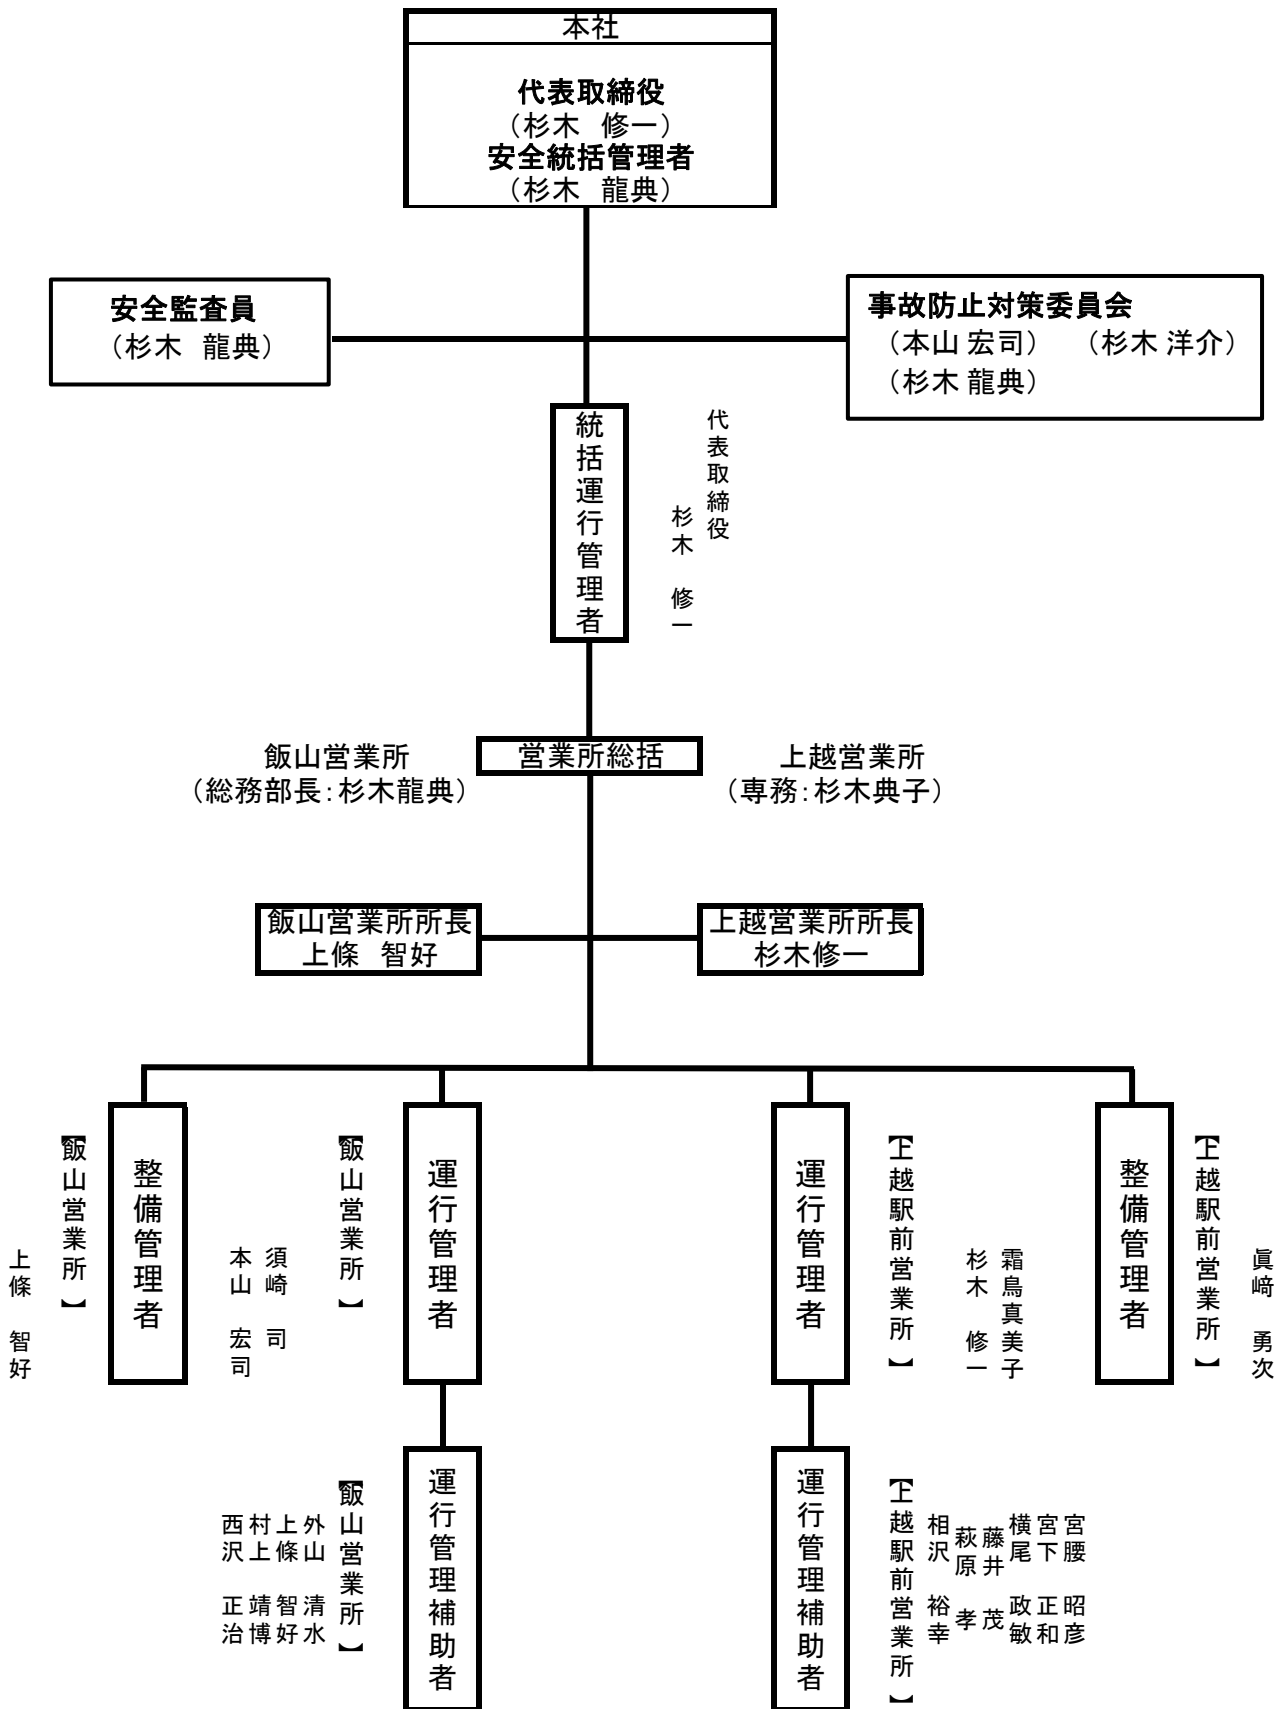 本社
代表取締役
（杉木　修一）
安全統括管理者
（杉木　龍典）
安全監査員
（杉木　龍典）
事故防止対策委員会
（本山 宏司）　（杉木 洋介）
（杉木 龍典）
統括運行管理者
代表取締役
杉木　修一
飯山営業所
（総務部長：杉木龍典）
営業所総括
上越営業所
（専務：杉木典子）
飯山営業所所長
上條　智好
上越営業所所長
杉木修一
【飯山営業所】
上條　智好
整備管理者
【飯山営業所】
須崎　司
本山　宏司
運行管理者
運行管理者
【上越駅前営業所】
霜鳥真美子
杉木　修一
整備管理者
【上越駅前営業所】
眞﨑　勇次
【飯山営業所】
外山　清水
上條　智好
村上　靖博
西沢　正治
運行管理補助者
運行管理補助者
【上越駅前営業所】
宮腰　昭彦
宮下　正和
横尾　政敏
藤井　茂
萩原　孝
相沢　裕幸